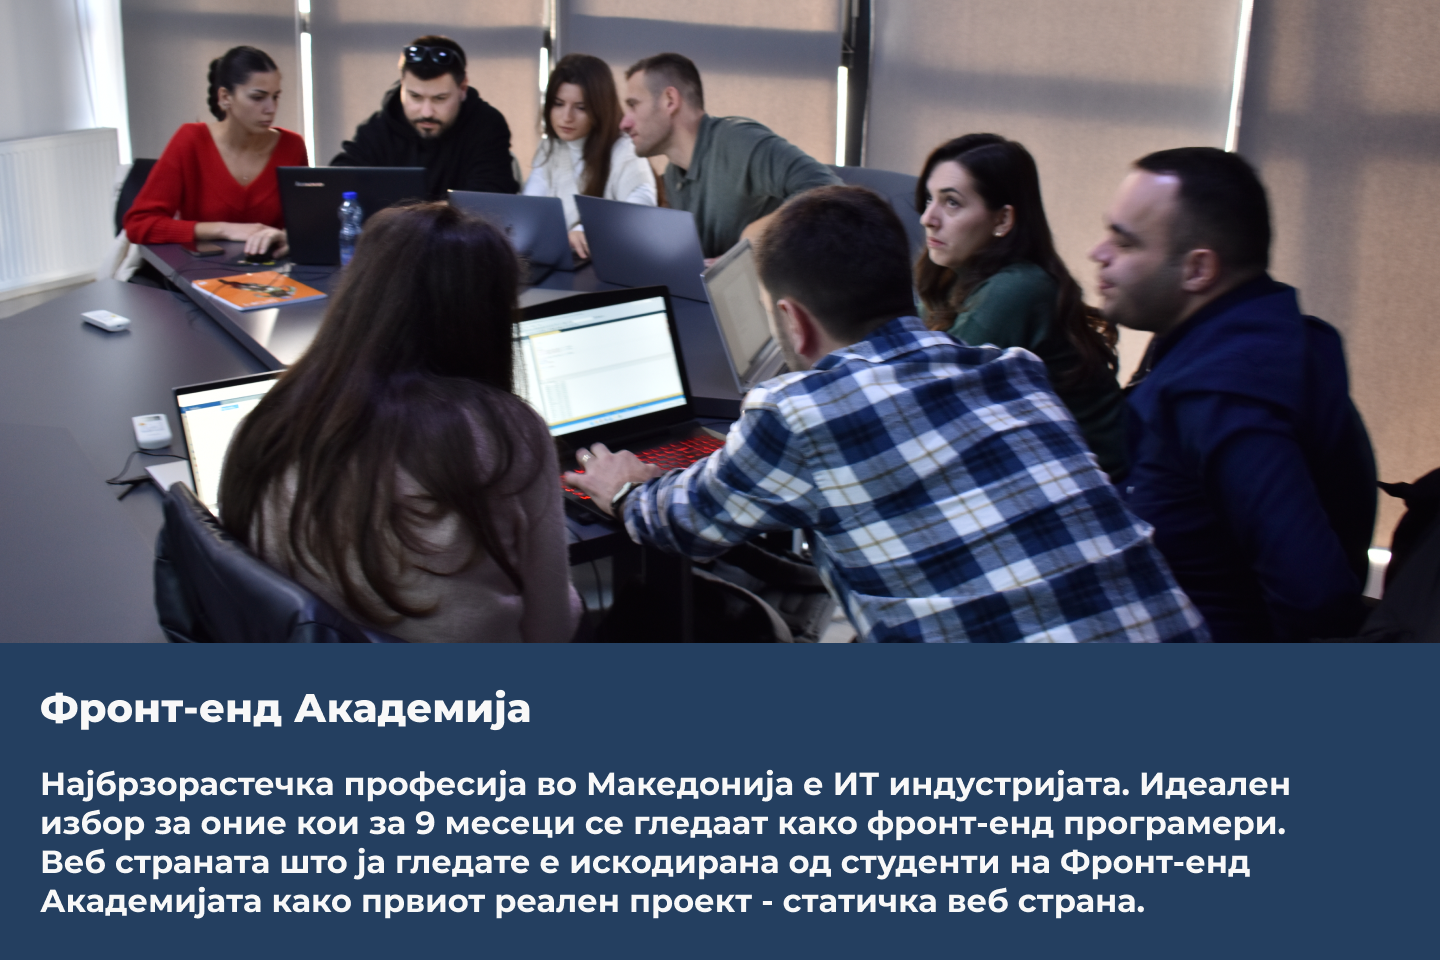 Фронт-енд Академија
Најбрзорастечка професија во Македонија е ИТ индустријата. Идеален
избор за оние кои за 9 месеци се гледаат како фронт-енд програмери.
Веб страната што ја гледате е искодирана од студенти на Фронт-енд
Академијата како првиот реален проект - статичка веб страна.